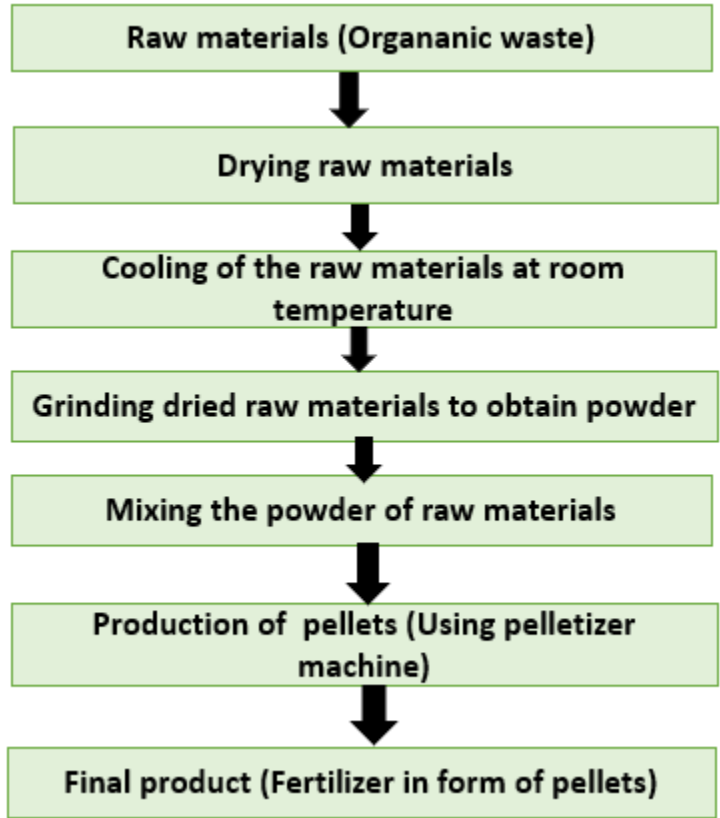 Raw materials (Organanic waste)
Drying raw materials
Cooling of the raw materials at room
temperature
Grinding dried raw materials to obtain powder
Mixing the powder of raw materials
Production of  pellets (Using pelletizer
machine)
Final product (Fertilizer in form of pellets)